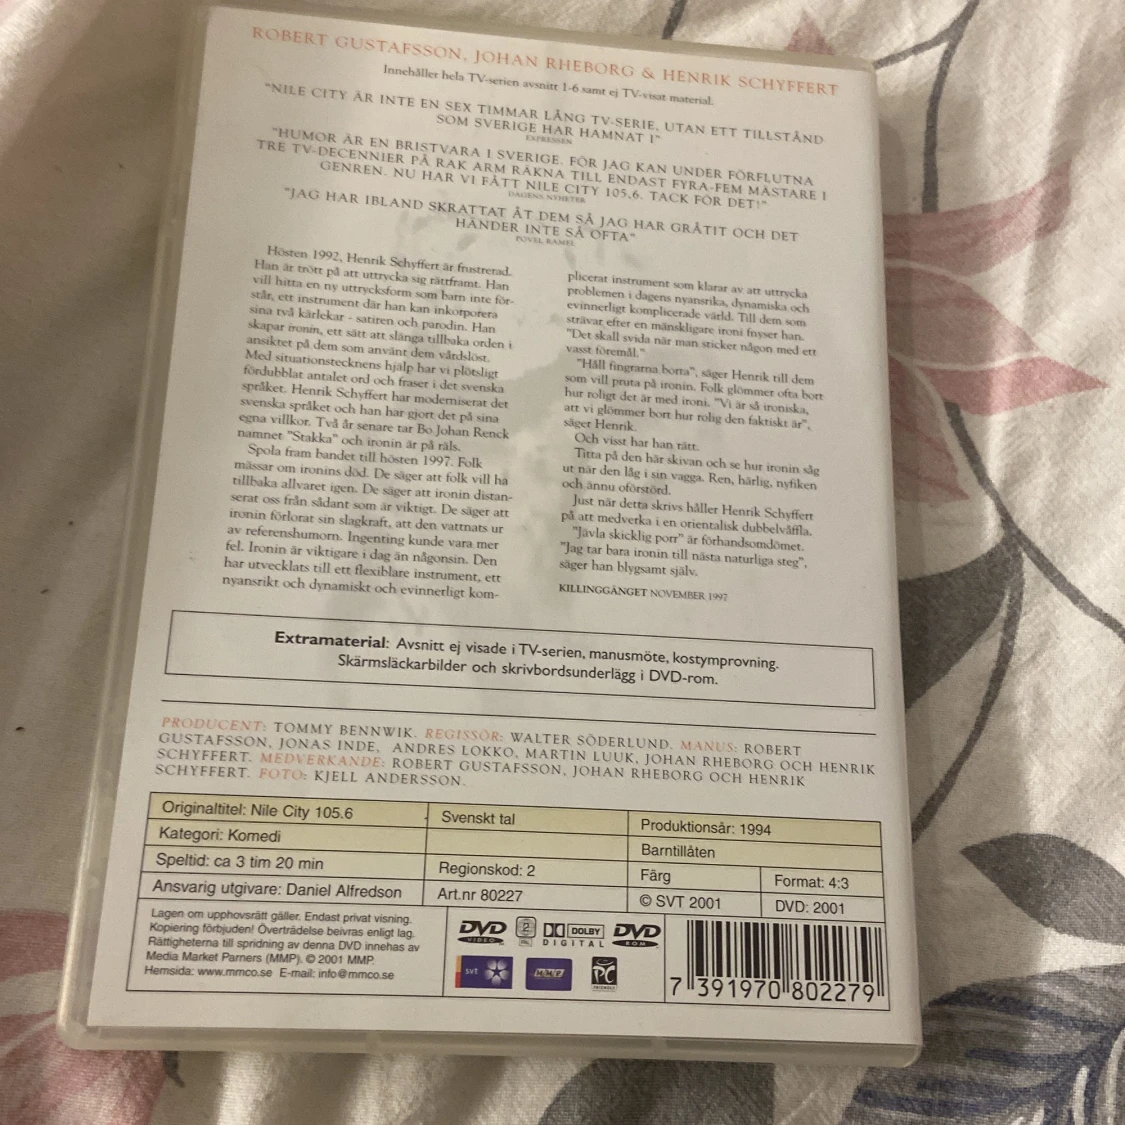 ROBERT GUSTAFSSON, JOHAN RHEBORG & HENRIK SCHYFFERT
Innehåller hela TV-serien avsnitt 1-6 samt ej TV-visat material.
"NILE CITY ÄR INTE EN SEX TIMMAR LÅNG TV-SERIE, UTAN ETT TILLSTÅND
SOM SVERIGE HAR HAMNAT I"
EXPRESSEN
"HUMOR ÄR EN BRISTVARA I SVERIGE. FÖR JAG KAN UNDER FÖRFLUTNA
TRE TV-DECENNIER PÅ RAK ARM RÄKNA TILL ENDAST FYRA-FEM MÄSTARE I
GENREN. NU HAR VI FÅTT NILE CITY 105,6. TACK FÖR DET!"
DAGENS NYHETER
"JAG HAR IBLAND SKRATTAT ÅT DEM SÅ JAG HAR GRÅTIT OCH DET
HÄNDER INTE SÅ OFTA"
POVEL RAMEL
Hösten 1992, Henrik Schyffert är frustrerad.
Han är trött på att uttrycka sig rättframt. Han
vill hitta en ny uttrycksform som barn inte för-
står, ett instrument där han kan inkorporera
sina två kärlekar - satiren och parodin. Han
skapar ironin, ett sätt att slänga tillbaka orden i
ansiktet på dem som använt dem vårdslöst.
Med situationstecknens hjälp har vi plötsligt
fördubblat antalet ord och fraser i det svenska
språket. Henrik Schyffert har moderniserat det
svenska språket och han har gjort det på sina
egna villkor. Två år senare tar Bo Johan Renck
namnet "Stakka" och ironin är på räls.
Spola fram bandet till hösten 1997. Folk
mässar om ironins död. De säger att folk vill ha
tillbaka allvaret igen. De säger att ironin distan-
serat oss från sådant som är viktigt. De säger att
ironin förlorat sin slagkraft, att den vattnats ur
av referenshumorn. Ingenting kunde vara mer
fel. Ironin är viktigare i dag än någonsin. Den
har utvecklats till ett flexiblare instrument, ett
nyansrikt och dynamiskt och evinnerligt kom-
plicerat instrument som klarar av att uttrycka
problemen i dagens nyansrika, dynamiska och
evinnerligt komplicerade värld. Till dem som
strävar efter en mänskligare ironi fnyser han.
"Det skall svida när man sticker någon med ett
vasst föremål."
"Håll fingrarna borta", säger Henrik till dem
som vill pruta på ironin. Folk glömmer ofta bort
hur roligt det är med ironi. "Vi är så ironiska,
att vi glömmer bort hur rolig den faktiskt är",
säger Henrik.
Och visst har han rätt.
Titta på den här skivan och se hur ironin såg
ut när den låg i sin vagga. Ren, härlig, nyfiken
och ännu oförstörd.
Just när detta skrivs håller Henrik Schyffert
på att medverka i en orientalisk dubbelvåffla.
"Jävla skicklig porr" är förhandsomdömet.
"Jag tar bara ironin till nästa naturliga steg",
säger han blygsamt själv.
KILLINGGÄNGET NOVEMBER 1997
Extramaterial: Avsnitt ej visade i TV-serien, manusmöte, kostymprovning.
Skärmsläckarbilder och skrivbordsunderlägg i DVD-rom.
PRODUCENT: TOMMY BENNWIK. REGISSÖR: WALTER SÖDERLUND. MANUS: ROBERT
GUSTAFSSON, JONAS INDE, ANDRES LOKKO, MARTIN LUUK, JOHAN RHEBORG OCH HENRIK
SCHYFFERT. MEDVERKANDE: ROBERT GUSTAFSSON, JOHAN RHEBORG OCH HENRIK
SCHYFFERT. FOTO: KJELL ANDERSSON.
Originaltitel: Nile City 105.6
Svenskt tal
Produktionsår: 1994
Kategori: Komedi
Barntillåten
Speltid: ca 3 tim 20 min
Regionskod: 2
Färg
Format: 4:3
Ansvarig utgivare: Daniel Alfredson
Art.nr 80227
© SVT 2001
DVD: 2001
Lagen om upphovsrätt gäller. Endast privat visning.
Kopiering förbjuden! Överträdelse beivras enligt lag.
Rättigheterna till spridning av denna DVD innehas av
Media Market Parners (MMP). © 2001 MMP.
Hemsida: www.mmco.se E-mail: info@mmco.se
DVD VIDEO
2
PAL
DOLBY DIGITAL
DVD ROM
SVT
MMP
PC FRIENDLY
7 391970 802279